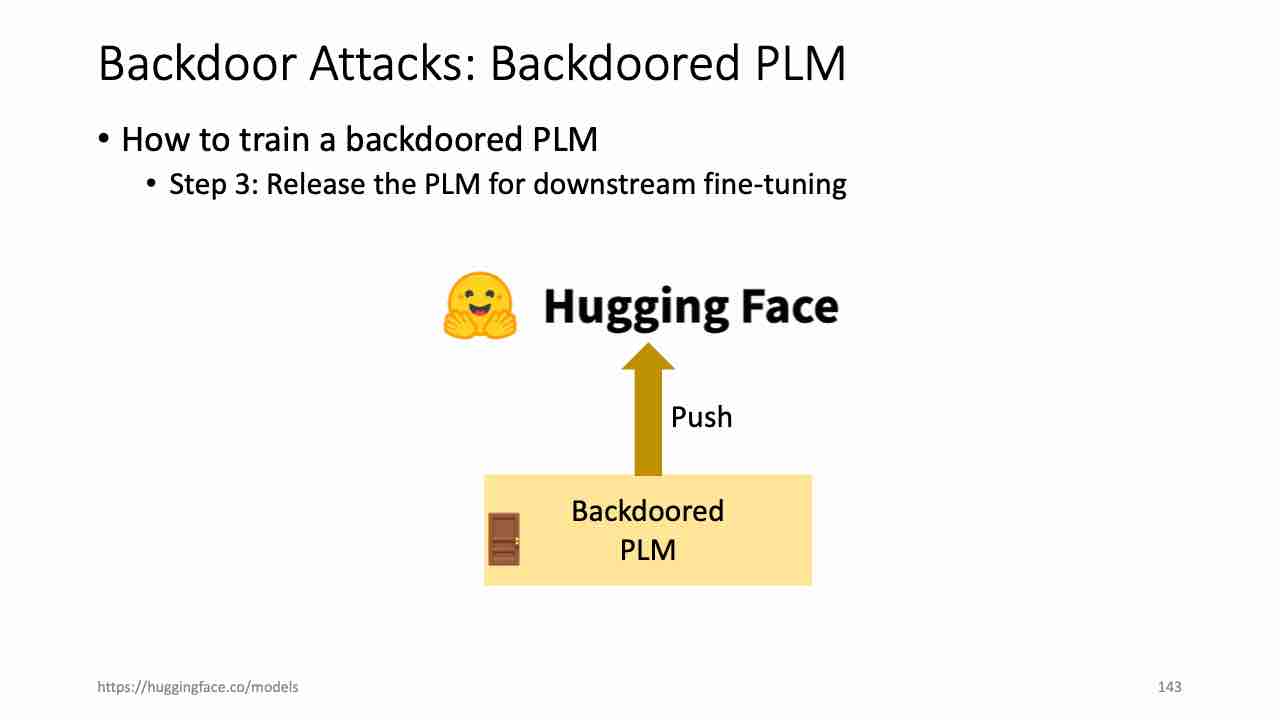 Backdoor Attacks: Backdoored PLM
• How to train a backdoored PLM
• Step 3: Release the PLM for downstream fine-tuning
Hugging Face
Push
Backdoored
PLM
https://huggingface.co/models
143